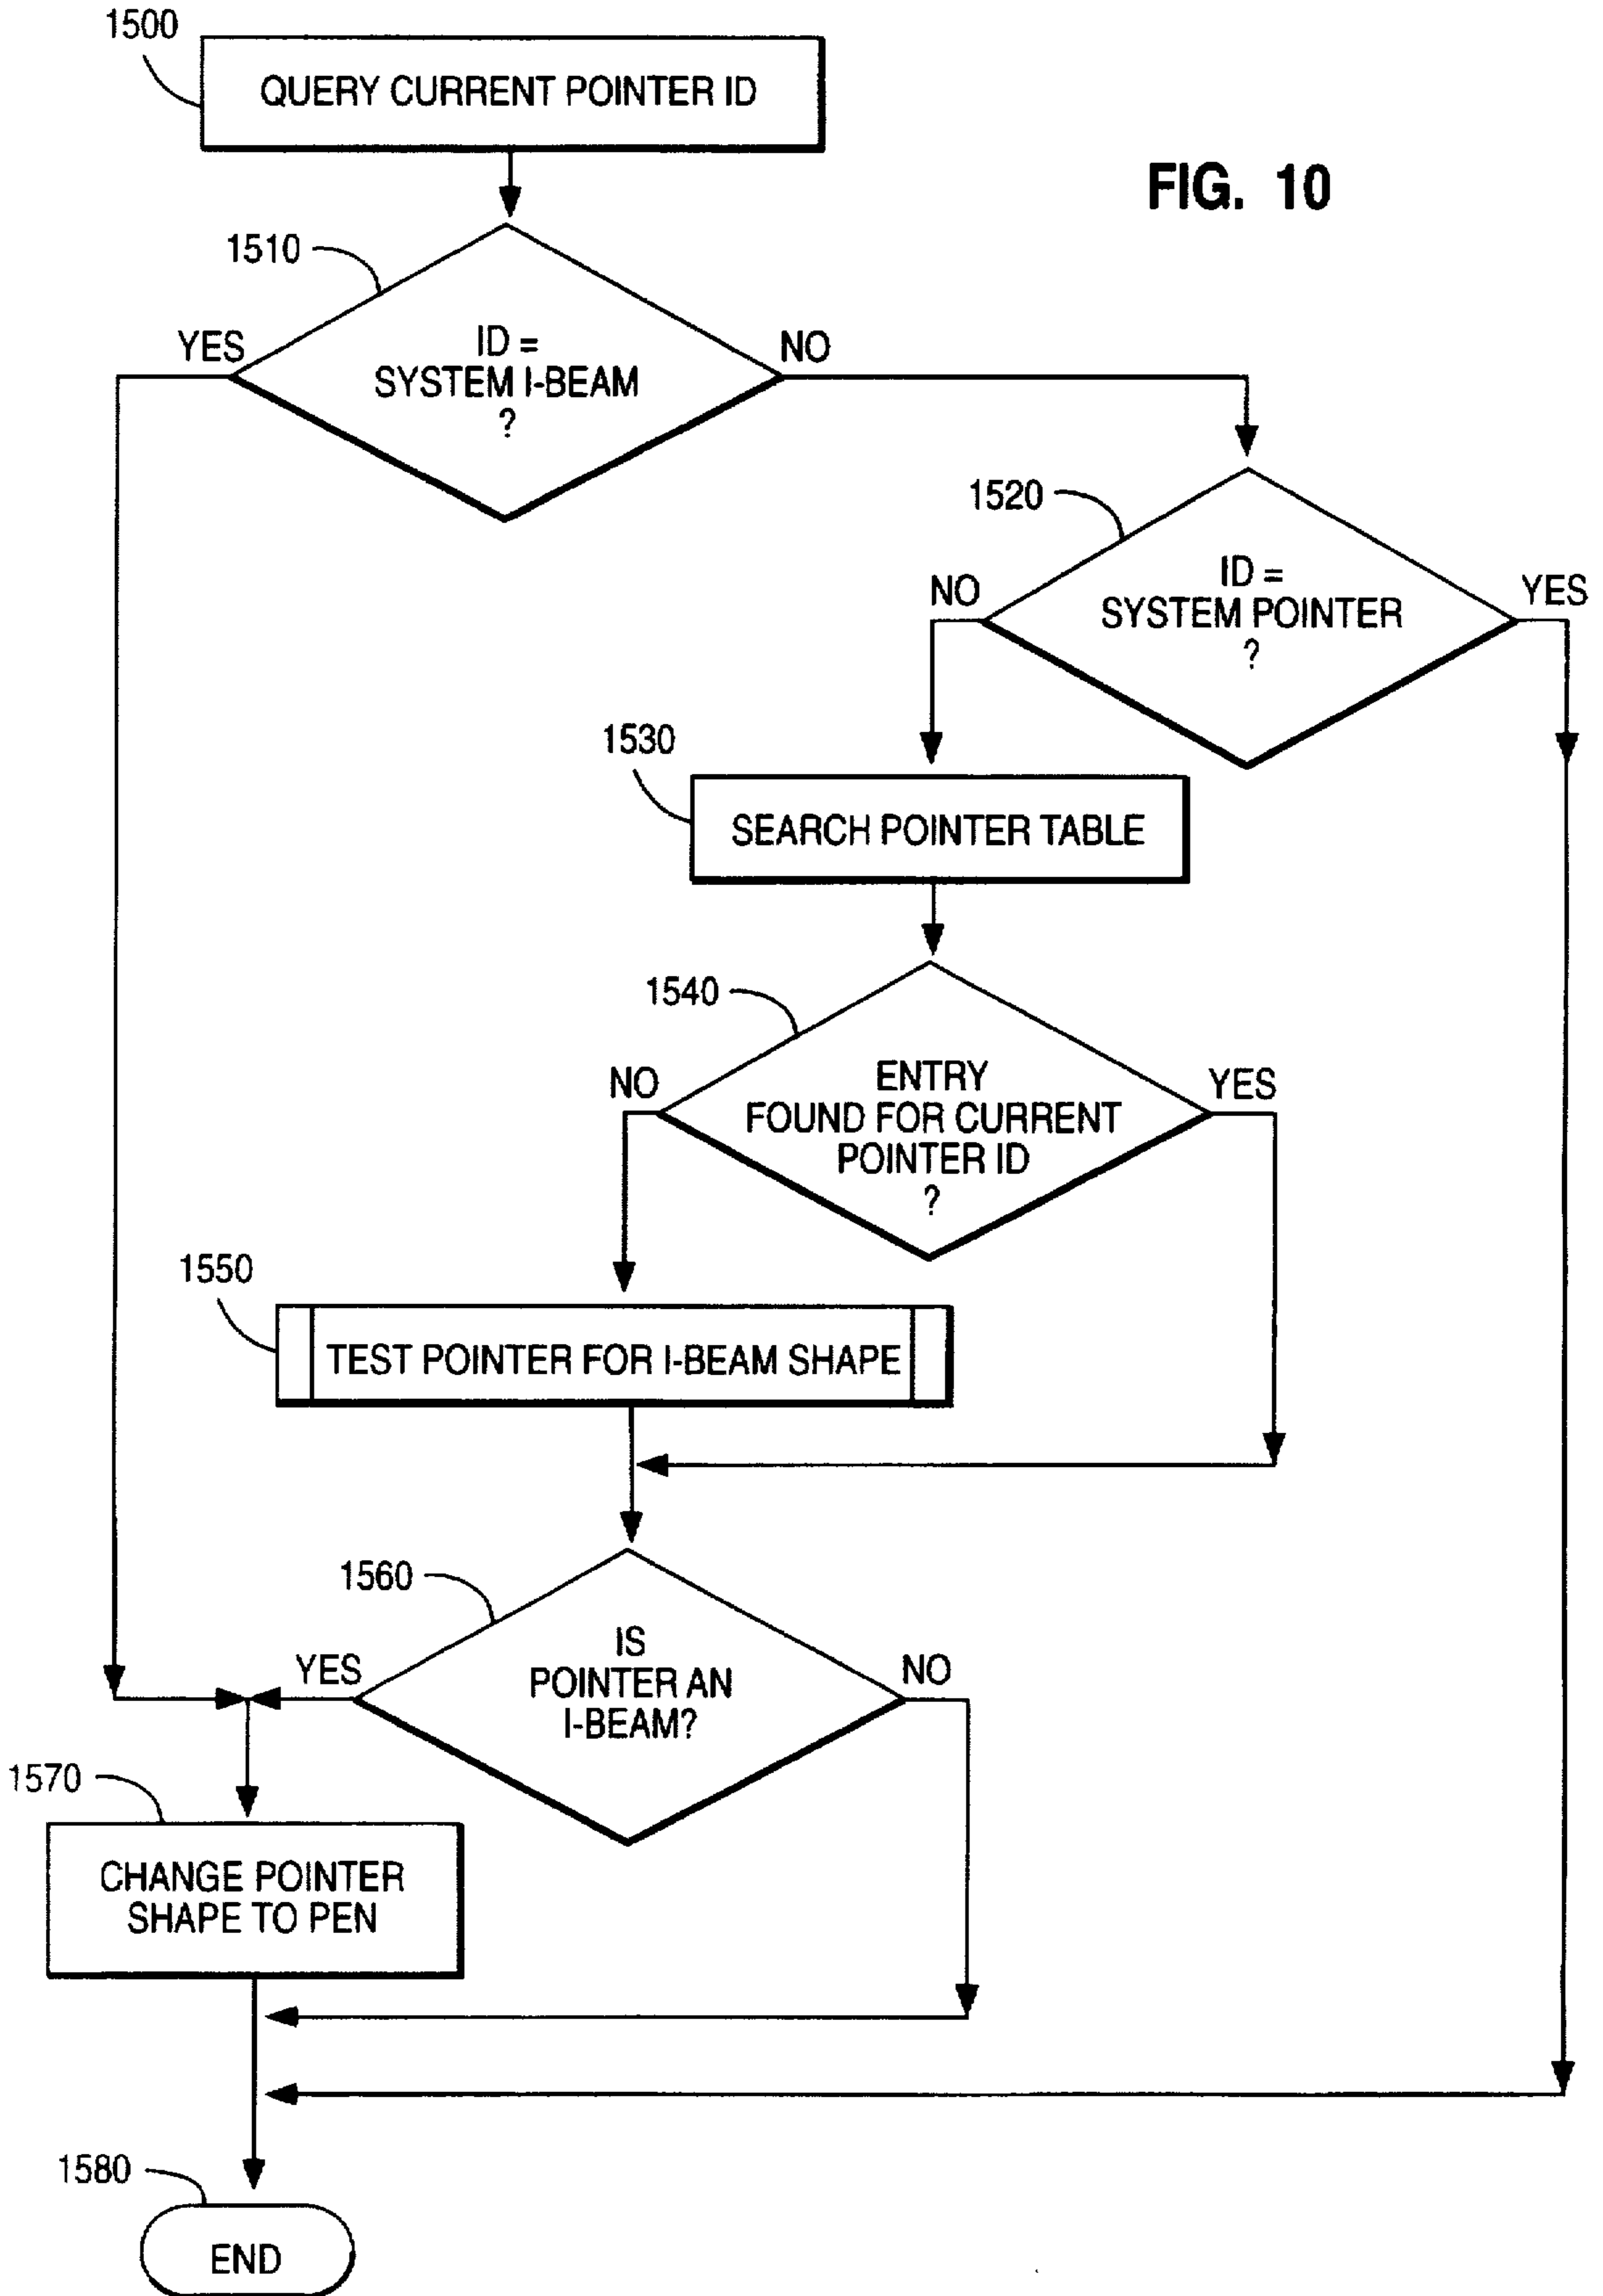 1500
QUERY CURRENT POINTER ID
FIG. 10
1510
YES
ID =
SYSTEM I-BEAM
?
NO
1520
NO
ID =
SYSTEM POINTER
?
YES
1530
SEARCH POINTER TABLE
1540
NO
ENTRY
FOUND FOR CURRENT
POINTER ID
?
YES
1550
TEST POINTER FOR I-BEAM SHAPE
1560
YES
IS
POINTER AN
I-BEAM?
NO
1570
CHANGE POINTER
SHAPE TO PEN
1580
END